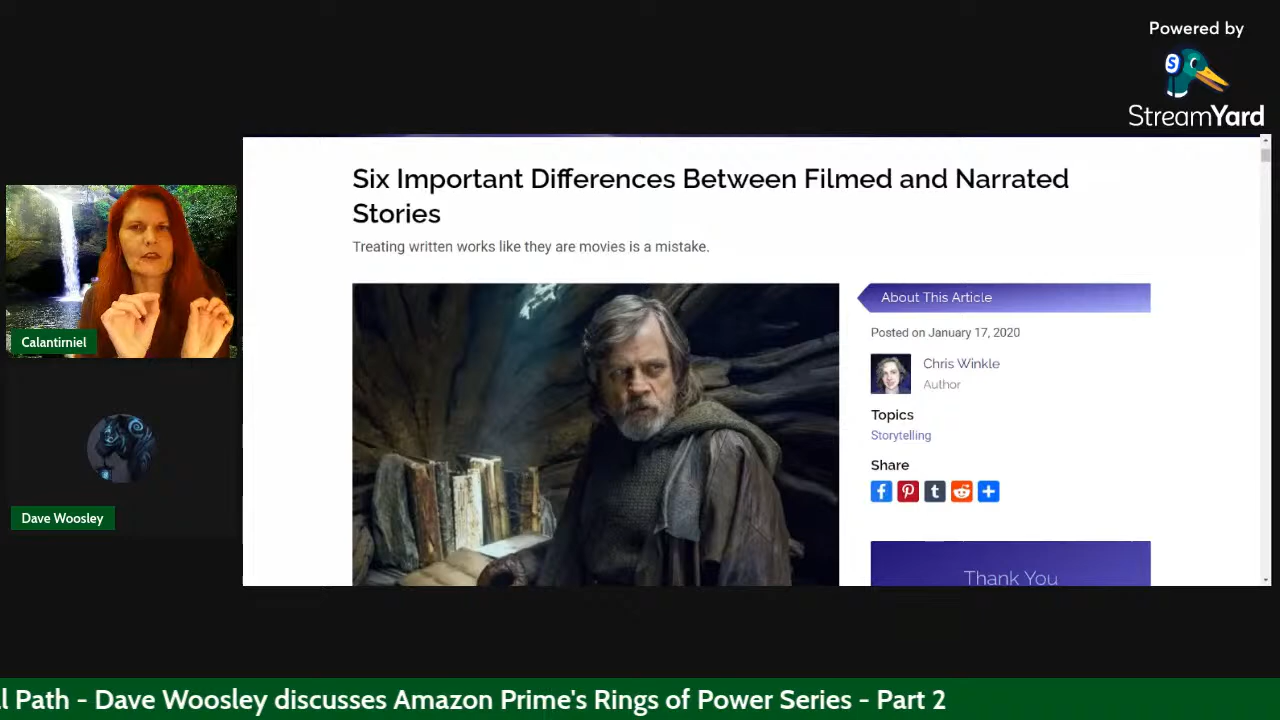 Powered by
StreamYard
Six Important Differences Between Filmed and Narrated
Stories
Treating written works like they are movies is a mistake.
About This Article
Posted on January 17, 2020
Chris Winkle
Author
Topics
Storytelling
Share
Thank You
Calantirniel
Dave Woosley
l Path - Dave Woosley discusses Amazon Prime's Rings of Power Series - Part 2